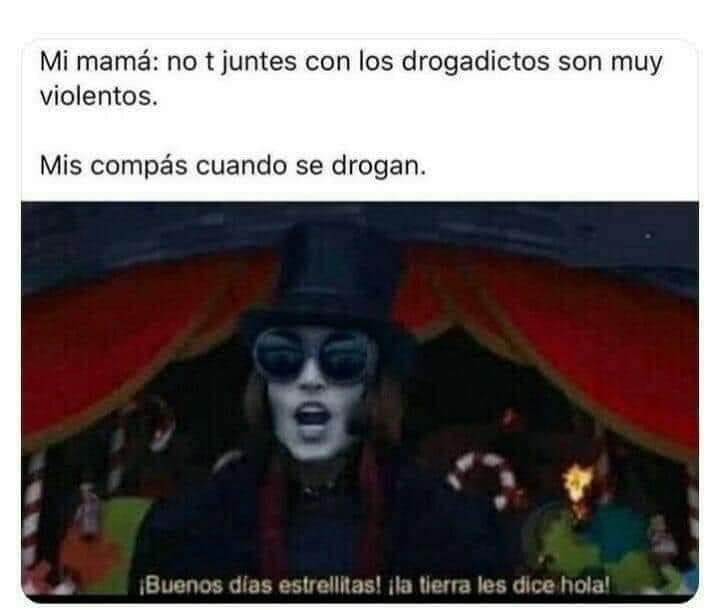 Mi mamá: no t juntes con los drogadictos son muy
violentos.
Mis compás cuando se drogan.
¡Buenos días estrellitas! ¡la tierra les dice hola!